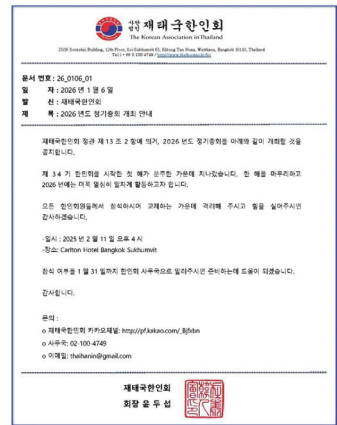 사단법인 재태국한인회
The Korean Association in Thailand
문서 번호: 26_0106_01
일 자 : 2026 년 1 월 6 일
발 신 : 재태국한인회
제 목 : 2026 년도 정기총회 개최 안내
재태국한인회 정관 제 13 조 2 항에 의거, 2026 년도 정기총회를 아래와 같이 개최할 것을
공지합니다.
제 3 4 기 한인회를 시작한 첫 해가 분주한 가운데 지나갔습니다. 한 해를 마무리하고
2026 년에는 더욱 열심히 알차게 활동하고자 합니다.
모든 한인회원들께서 참석하시어 교제하는 가운데 격려해 주시고 힘을 실어주시면
감사하겠습니다.
-일시 : 2025 년 2 월 11 일 오후 4 시
-장소: Carlton Hotel Bangkok Sukhumvit
참석 여부를 1 월 31 일까지 한인회 사무국으로 알려주시면 준비하는데 도움이 되겠습니다.
감사합니다.
문의 :
o 재태국한인회 카카오채널: http://pf.kakao.com/_Bjfxbn
o 사무국: 02-100-4749
o 이메일: thaihanin@gmail.com
재태국한인회
회장 윤 두 섭